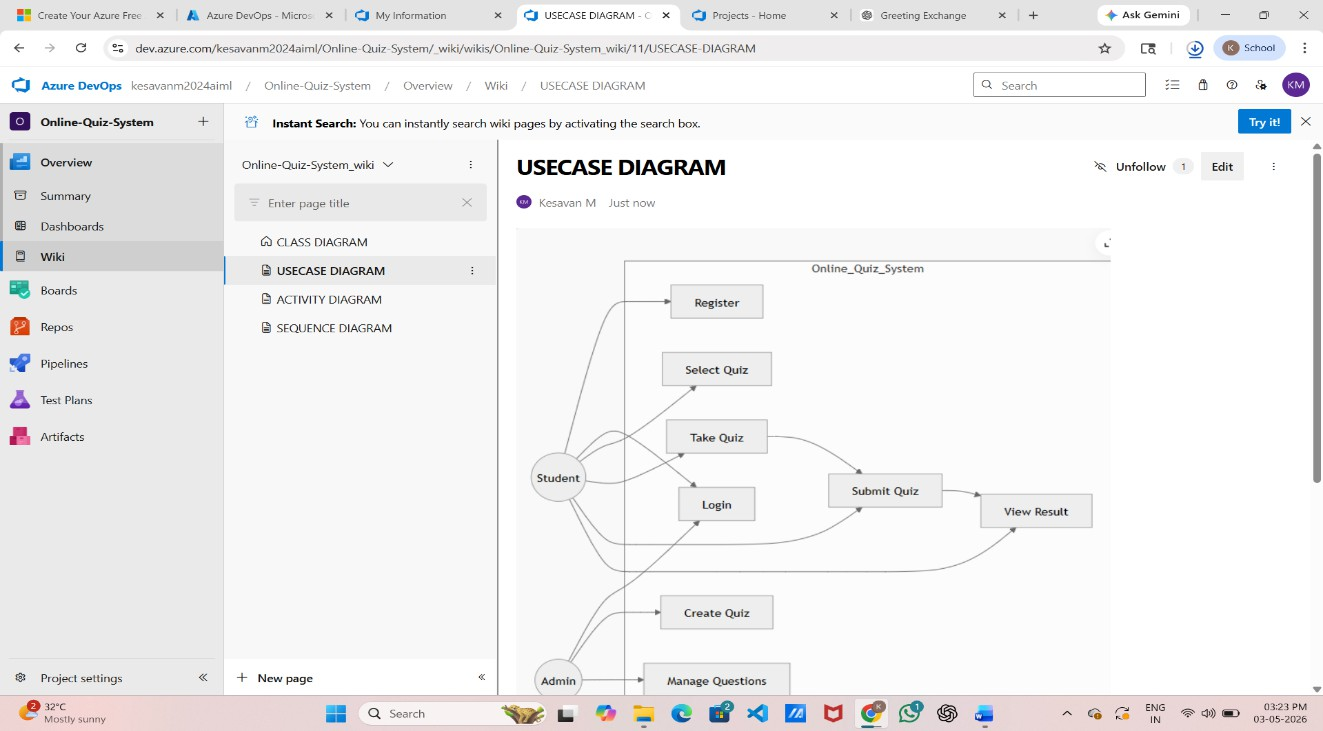 Create Your Azure Free
Azure DevOps - Micros
My Information
USECASE DIAGRAM - C
Projects - Home
Greeting Exchange
Ask Gemini
dev.azure.com/kesavanm2024aiml/Online-Quiz-System/_wiki/wikis/Online-Quiz-System_wiki/11/USECASE-DIAGRAM
K School
Azure DevOps kesavanm2024aiml / Online-Quiz-System / Overview / Wiki / USECASE DIAGRAM
Search
KM
O Online-Quiz-System
Instant Search: You can instantly search wiki pages by activating the search box.
Try it!
Overview
Summary
Dashboards
Wiki
Boards
Repos
Pipelines
Test Plans
Artifacts
Project settings
Online-Quiz-System_wiki
Enter page title
CLASS DIAGRAM
USECASE DIAGRAM
ACTIVITY DIAGRAM
SEQUENCE DIAGRAM
New page
USECASE DIAGRAM
Unfollow 1
Edit
KM Kesavan M Just now
Online_Quiz_System
Register
Select Quiz
Take Quiz
Student
Submit Quiz
Login
View Result
Create Quiz
Admin
Manage Questions
2
32°C
Mostly sunny
Search
2
K
1
ENG
IN
03:23 PM
03-05-2026